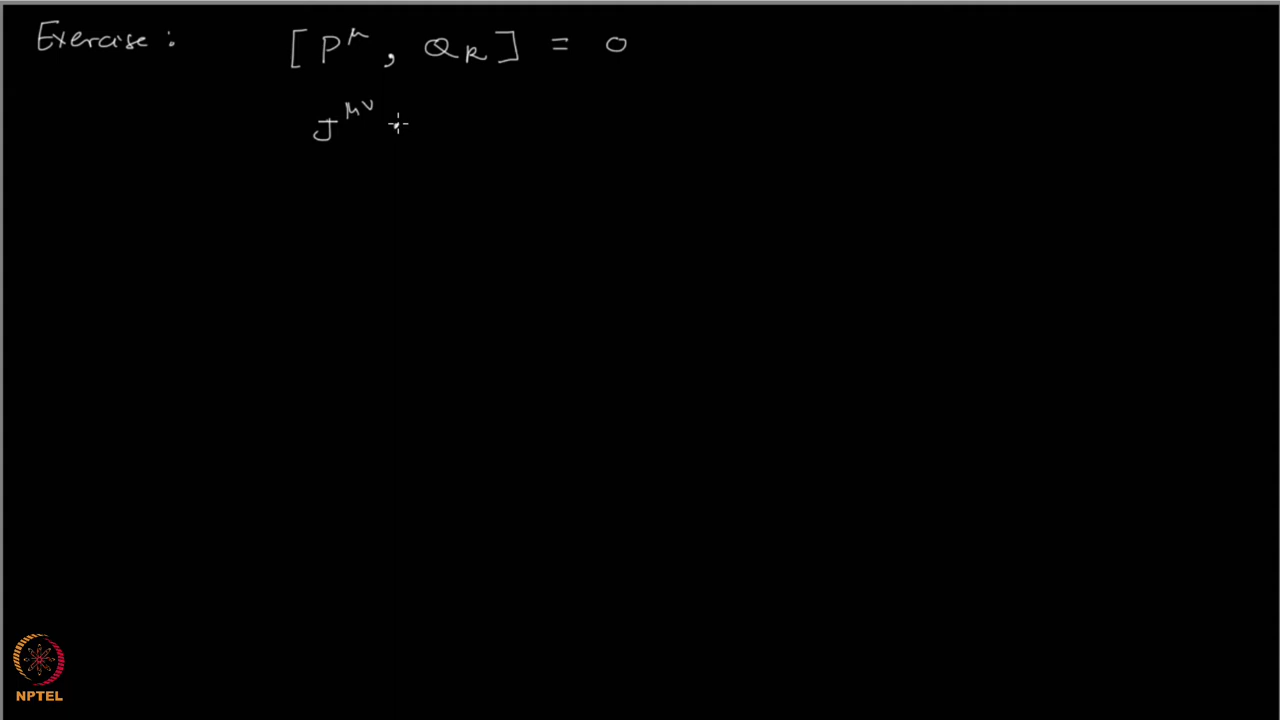 Exercise : [ P^μ , Q_R ] = 0
J^μν
NPTEL